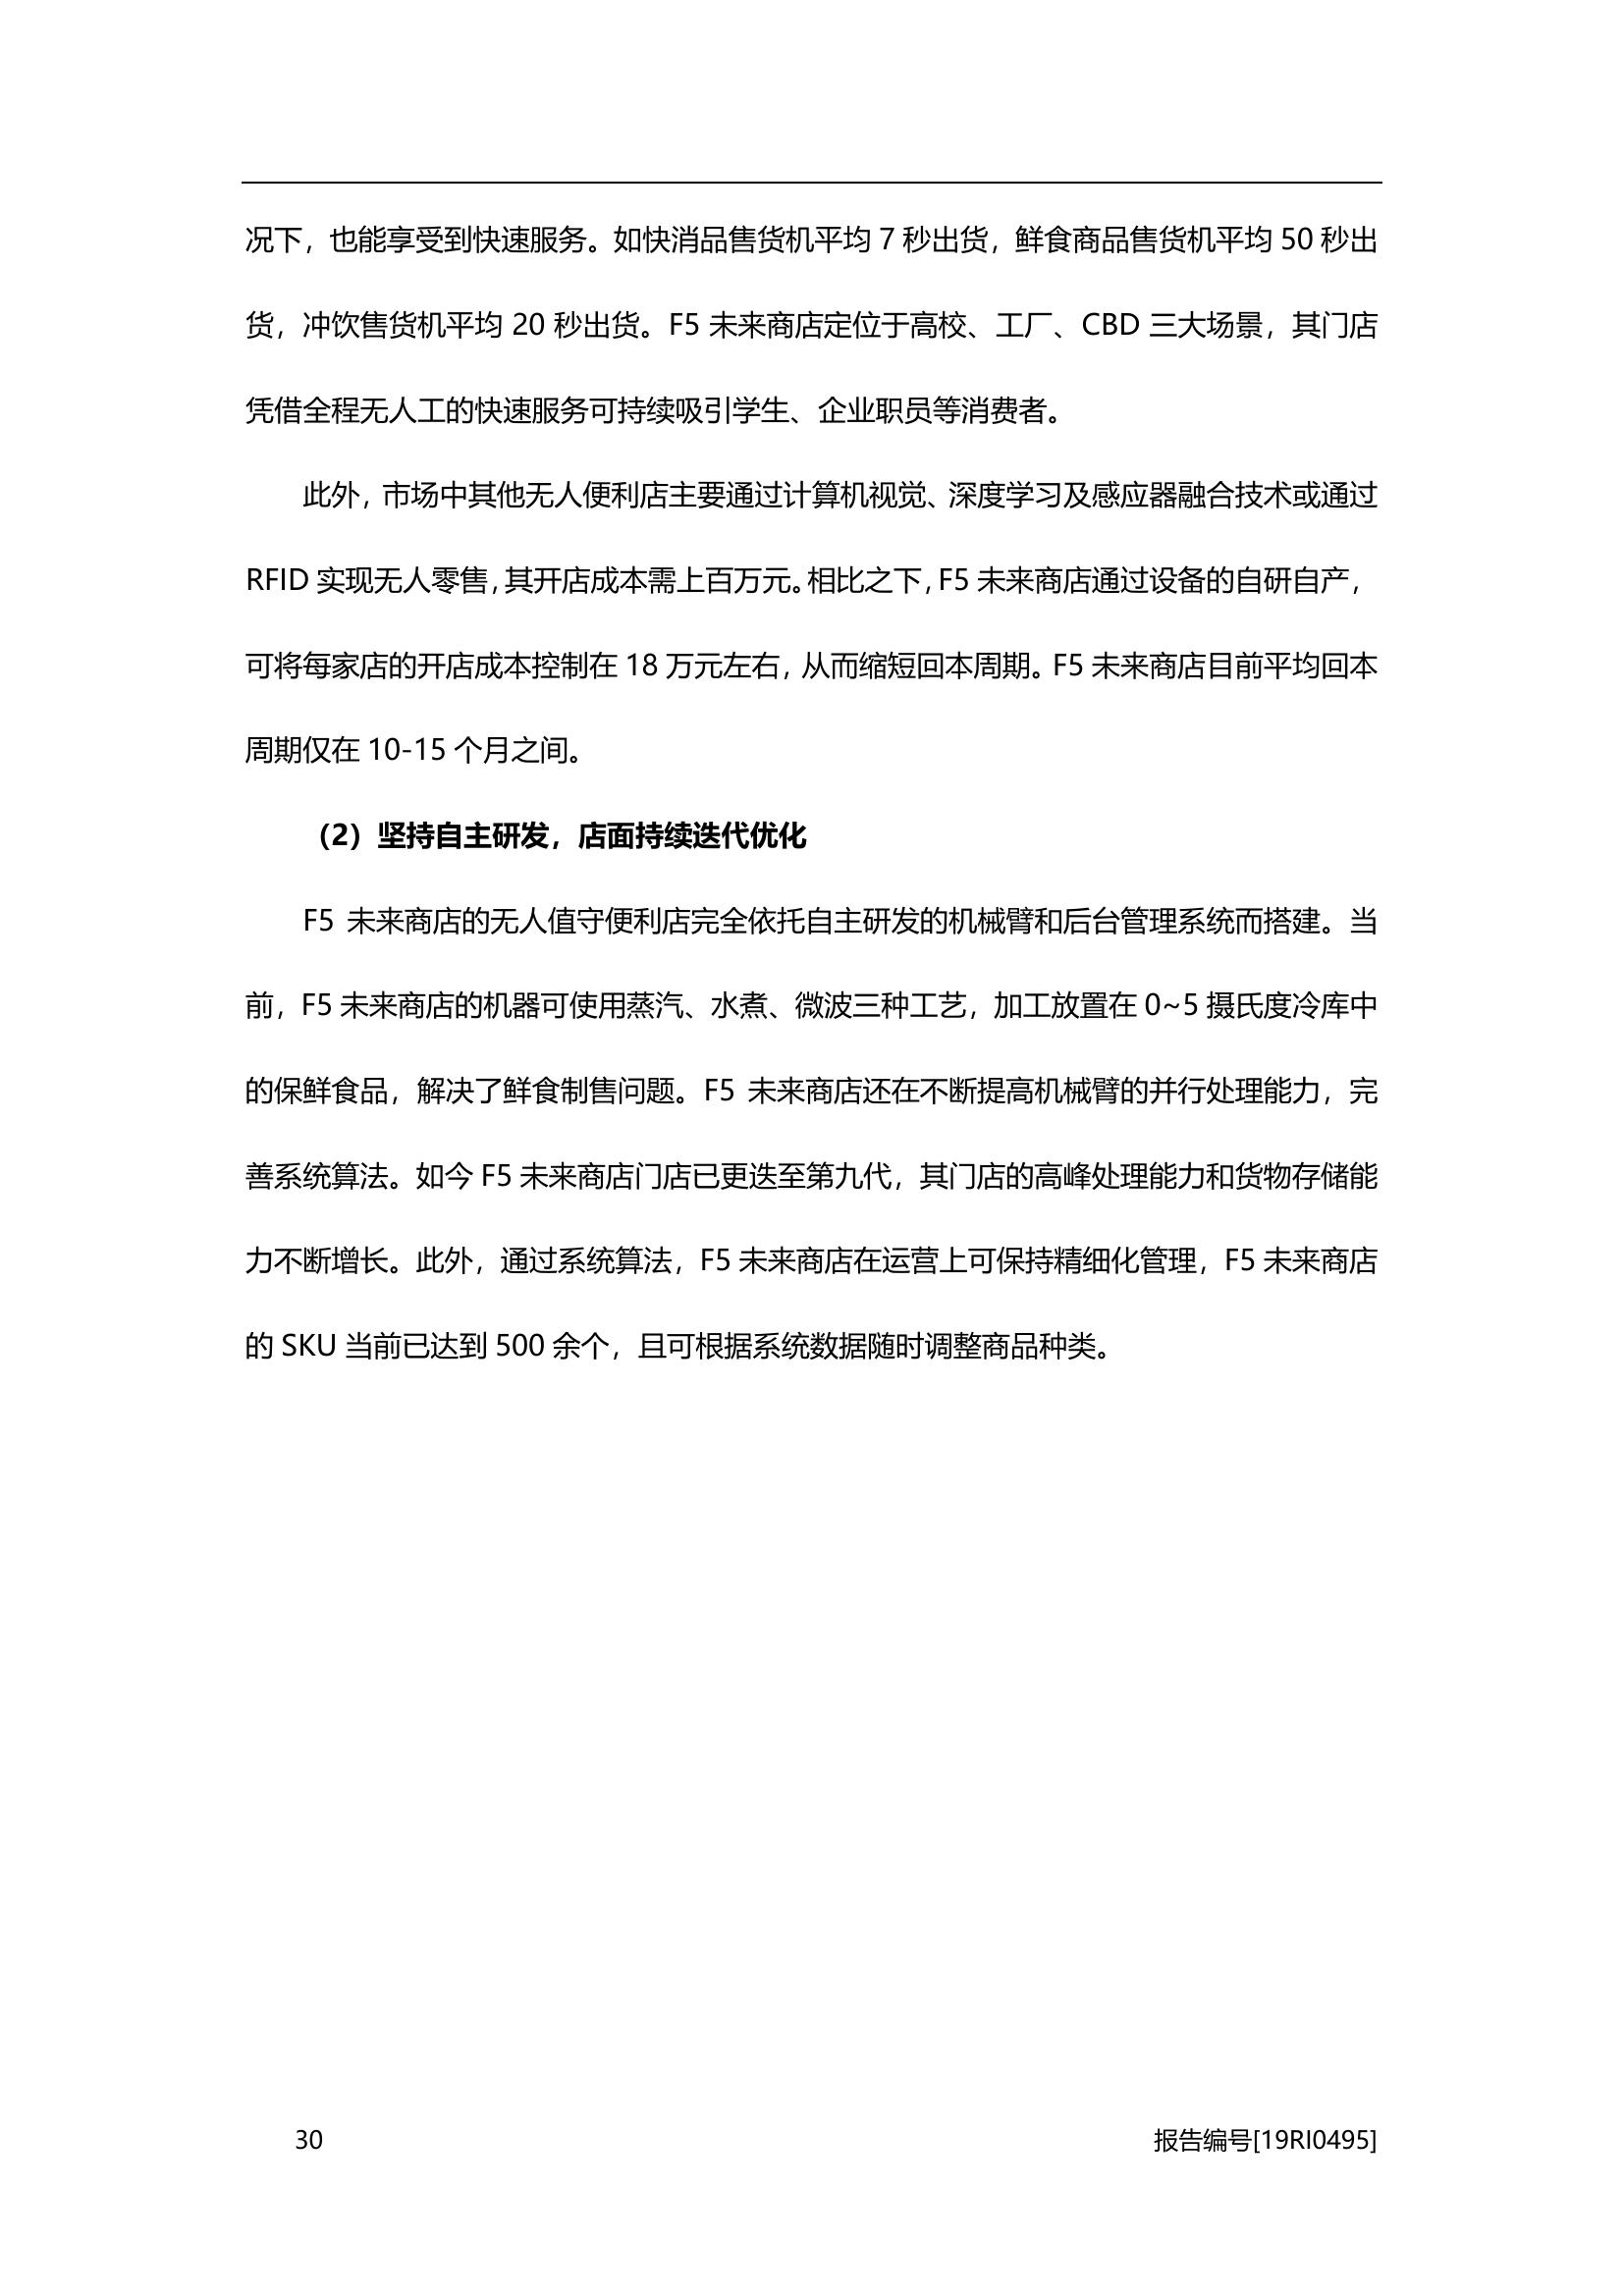 况下，也能享受到快速服务。如快消品售货机平均 7 秒出货，鲜食商品售货机平均 50 秒出
货，冲饮售货机平均 20 秒出货。F5 未来商店定位于高校、工厂、CBD 三大场景，其门店
凭借全程无人工的快速服务可持续吸引学生、企业职员等消费者。
此外，市场中其他无人便利店主要通过计算机视觉、深度学习及感应器融合技术或通过
RFID 实现无人零售，其开店成本需上百万元。相比之下，F5 未来商店通过设备的自研自产，
可将每家店的开店成本控制在 18 万元左右，从而缩短回本周期。F5 未来商店目前平均回本
周期仅在 10-15 个月之间。
（2）坚持自主研发，店面持续迭代优化
F5 未来商店的无人值守便利店完全依托自主研发的机械臂和后台管理系统而搭建。当
前，F5 未来商店的机器可使用蒸汽、水煮、微波三种工艺，加工放置在 0~5 摄氏度冷库中
的保鲜食品，解决了鲜食制售问题。F5 未来商店还在不断提高机械臂的并行处理能力，完
善系统算法。如今 F5 未来商店门店已更迭至第九代，其门店的高峰处理能力和货物存储能
力不断增长。此外，通过系统算法，F5 未来商店在运营上可保持精细化管理，F5 未来商店
的 SKU 当前已达到 500 余个，且可根据系统数据随时调整商品种类。
30 报告编号[19RI0495]